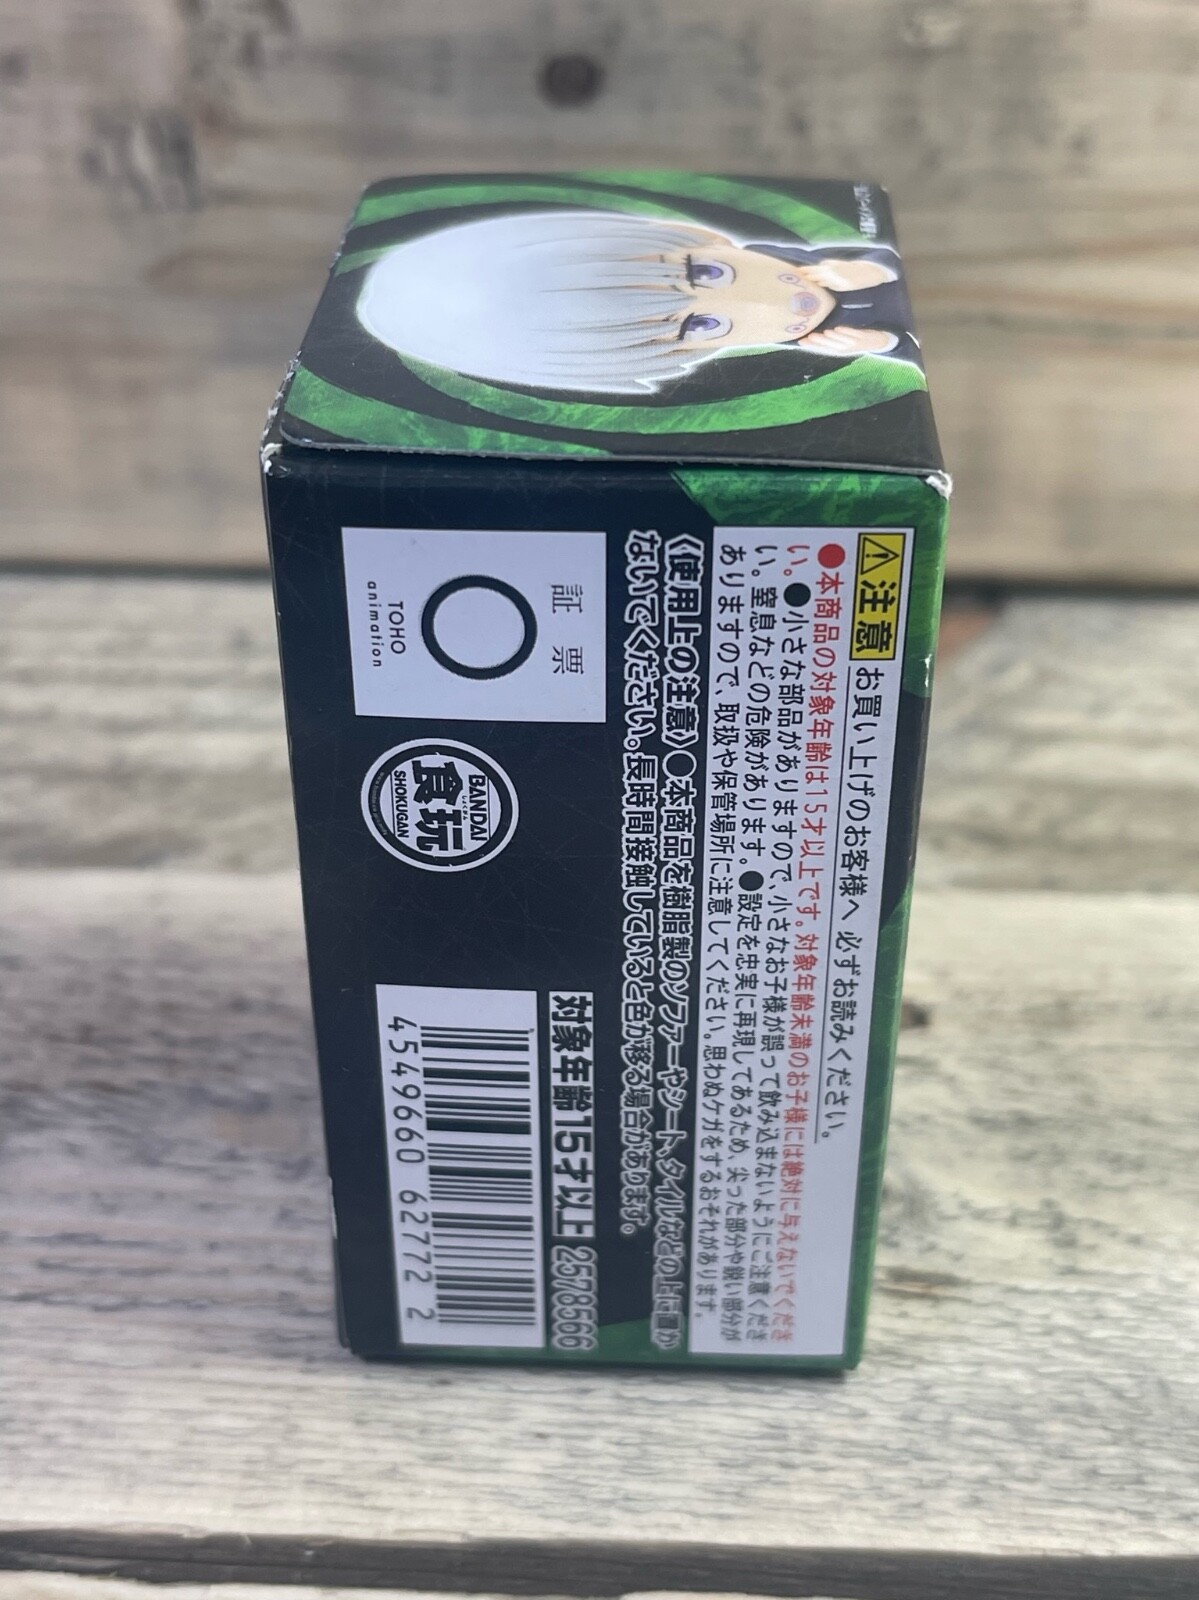 注意
お買い上げのお客様へ 必ずお読みください。
●本商品の対象年齢は15才以上です。対象年齢未満のお子様には絶対に与えないでくださ
い。●小さな部品がありますので、小さなお子様が誤って飲み込まないようにご注意くださ
い。窒息などの危険があります。●設定を忠実に再現してあるため、尖った部分や鋭い部分が
ありますので、取扱や保管場所に注意してください。思わぬケガをするおそれがあります。
〈使用上の注意〉○本商品を樹脂製のソファーやシート、タイルなどの上に置か
ないでください。長時間接触していると色が移る場合があります。
証票
TOHO
animation
BANDAI
しょくがん
食玩
SHOKUGAN
対象年齢15才以上 2578566
4549660 62772 2